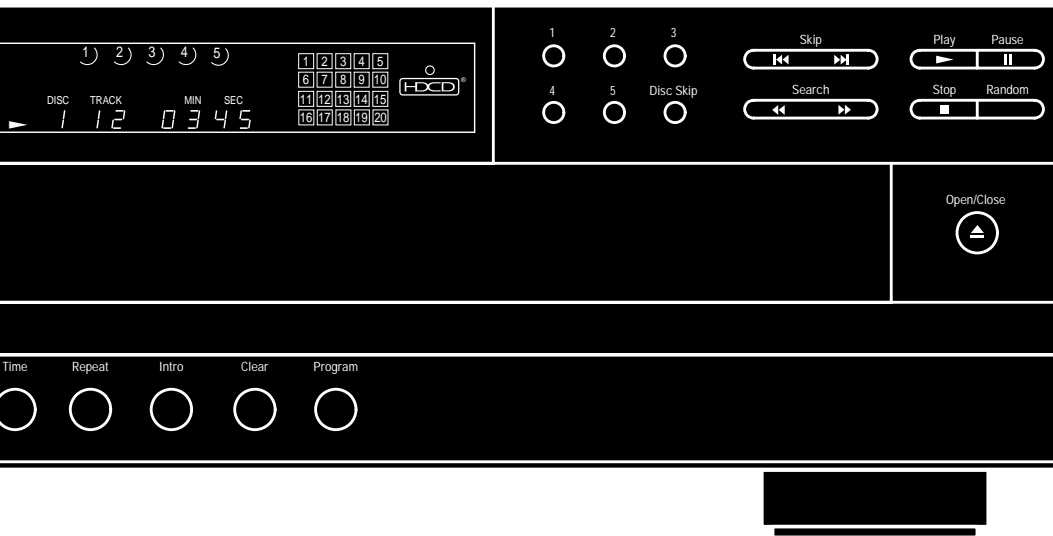 1) 2) 3) 4) 5)
DISC TRACK MIN SEC
1 12 03 45
1 2 3 4 5
6 7 8 9 10
11 12 13 14 15
16 17 18 19 20
HDCD®
1 2 3
4 5 Disc Skip
Skip
Search
Play Pause
Stop Random
Open/Close
Time Repeat Intro Clear Program